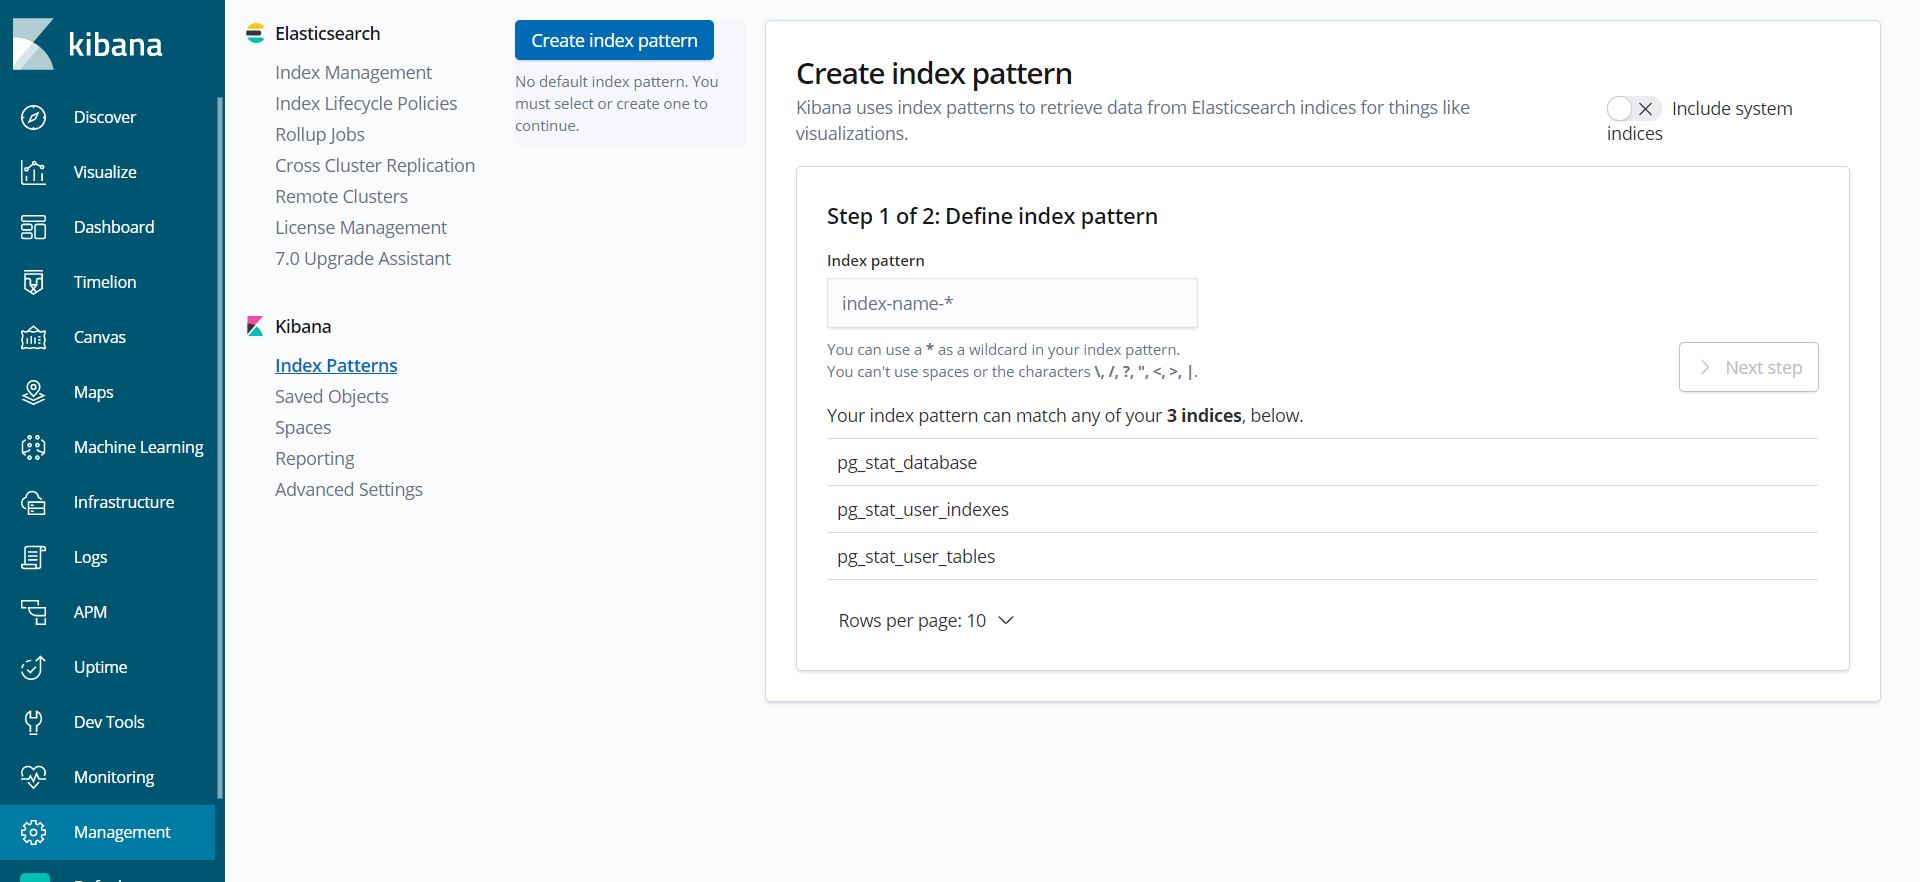 kibana
Discover
Visualize
Dashboard
Timelion
Canvas
Maps
Machine Learning
Infrastructure
Logs
APM
Uptime
Dev Tools
Monitoring
Management
Elasticsearch
Index Management
Index Lifecycle Policies
Rollup Jobs
Cross Cluster Replication
Remote Clusters
License Management
7.0 Upgrade Assistant
Kibana
Index Patterns
Saved Objects
Spaces
Reporting
Advanced Settings
Create index pattern
No default index pattern. You
must select or create one to
continue.
Create index pattern
Kibana uses index patterns to retrieve data from Elasticsearch indices for things like
visualizations.
Include system
indices
Step 1 of 2: Define index pattern
Index pattern
index-name-*
You can use a * as a wildcard in your index pattern.
You can't use spaces or the characters \, /, ?, ", <, >, |.
Next step
Your index pattern can match any of your 3 indices, below.
pg_stat_database
pg_stat_user_indexes
pg_stat_user_tables
Rows per page: 10